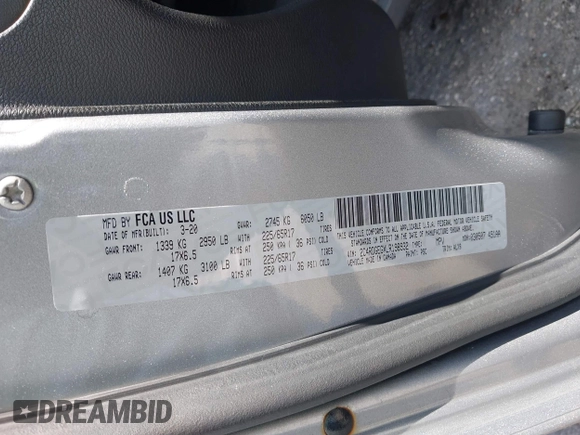 MFD BY FCA US LLC
DATE OF MFR(BUILT): 3-20 GVWR: 2745 KG 6050 LB
GAWR FRONT: 1339 KG 2950 LB WITH 225/65R17 TIRES
17X6.5 RIMS AT 250 KPA( 36 PSI) COLD
GAWR REAR: 1407 KG 3100 LB WITH 225/65R17 TIRES
17X6.5 RIMS AT 250 KPA( 36 PSI) COLD
THIS VEHICLE CONFORMS TO ALL APPLICABLE U.S.A. FEDERAL MOTOR VEHICLE SAFETY
STANDARDS IN EFFECT ON THE DATE OF MANUFACTURE SHOWN ABOVE.
TYPE: MPV
VEHICLE MADE IN CANADA PAINT: PSC
DREAMBID